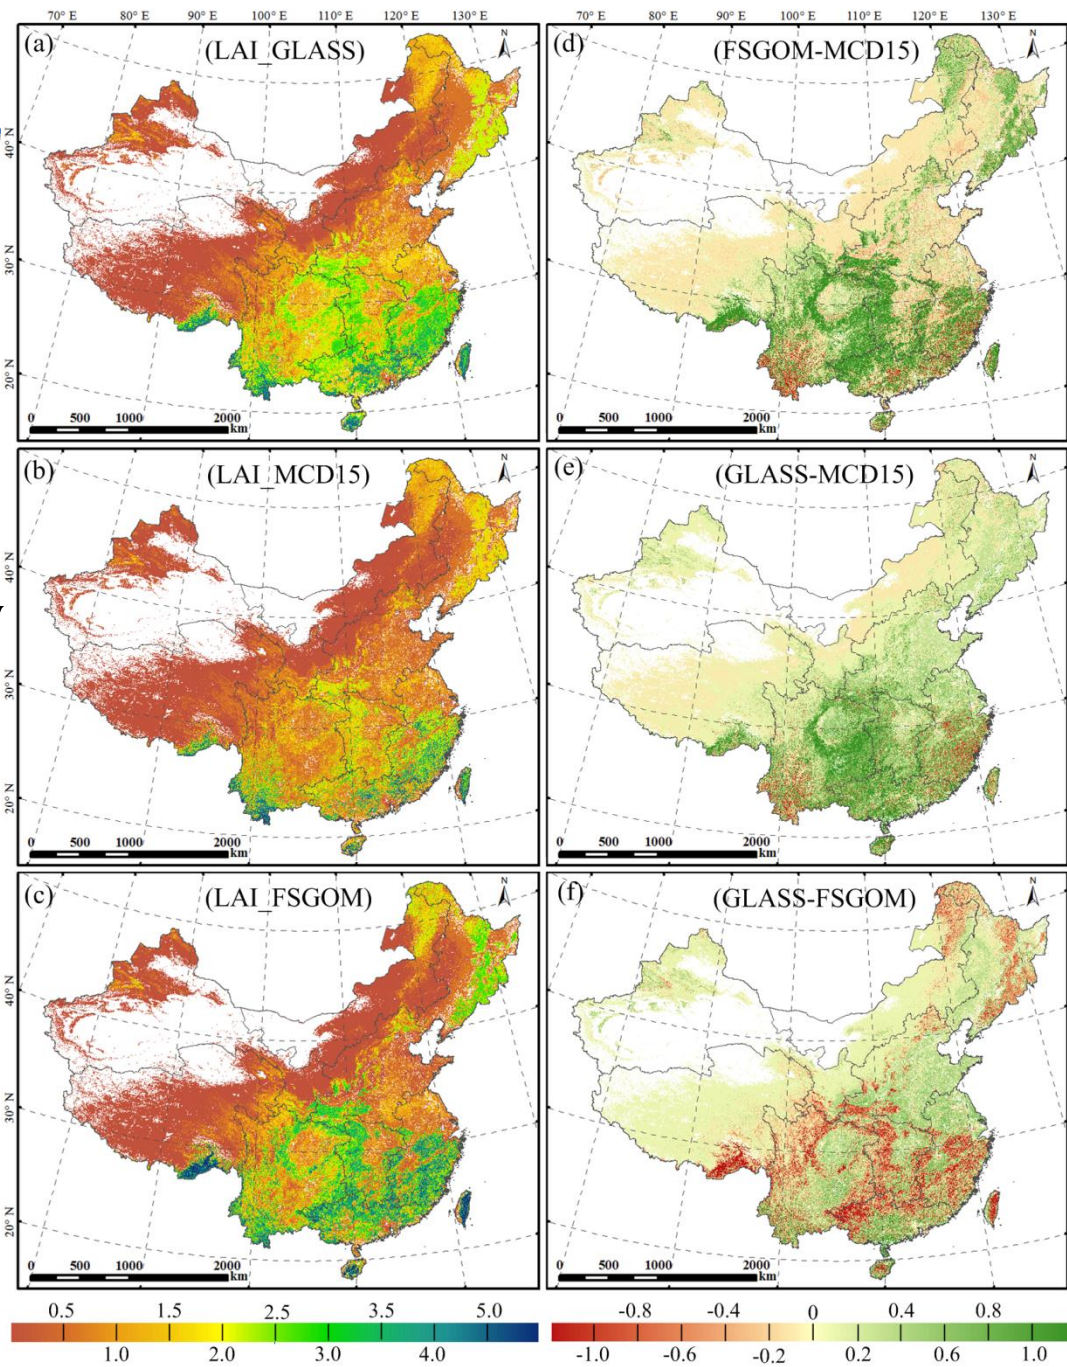 70° E 80° E 90° E 100° E 110° E 120° E 130° E
70° E 80° E 90° E 100° E 110° E 120° E 130° E
(a) (LAI_GLASS) N
40° N
30° N
20° N
0 500 1000 2000
km
(d) (FSGOM-MCD15) N
0 500 1000 2000
km
(b) (LAI_MCD15) N
40° N
30° N
20° N
0 500 1000 2000
km
(e) (GLASS-MCD15) N
0 500 1000 2000
km
(c) (LAI_FSGOM) N
40° N
30° N
20° N
0 500 1000 2000
km
(f) (GLASS-FSGOM) N
0 500 1000 2000
km
0.5 1.5 2.5 3.5 5.0
1.0 2.0 3.0 4.0
-0.8 -0.4 0 0.4 0.8
-1.0 -0.6 -0.2 0.2 0.6 1.0